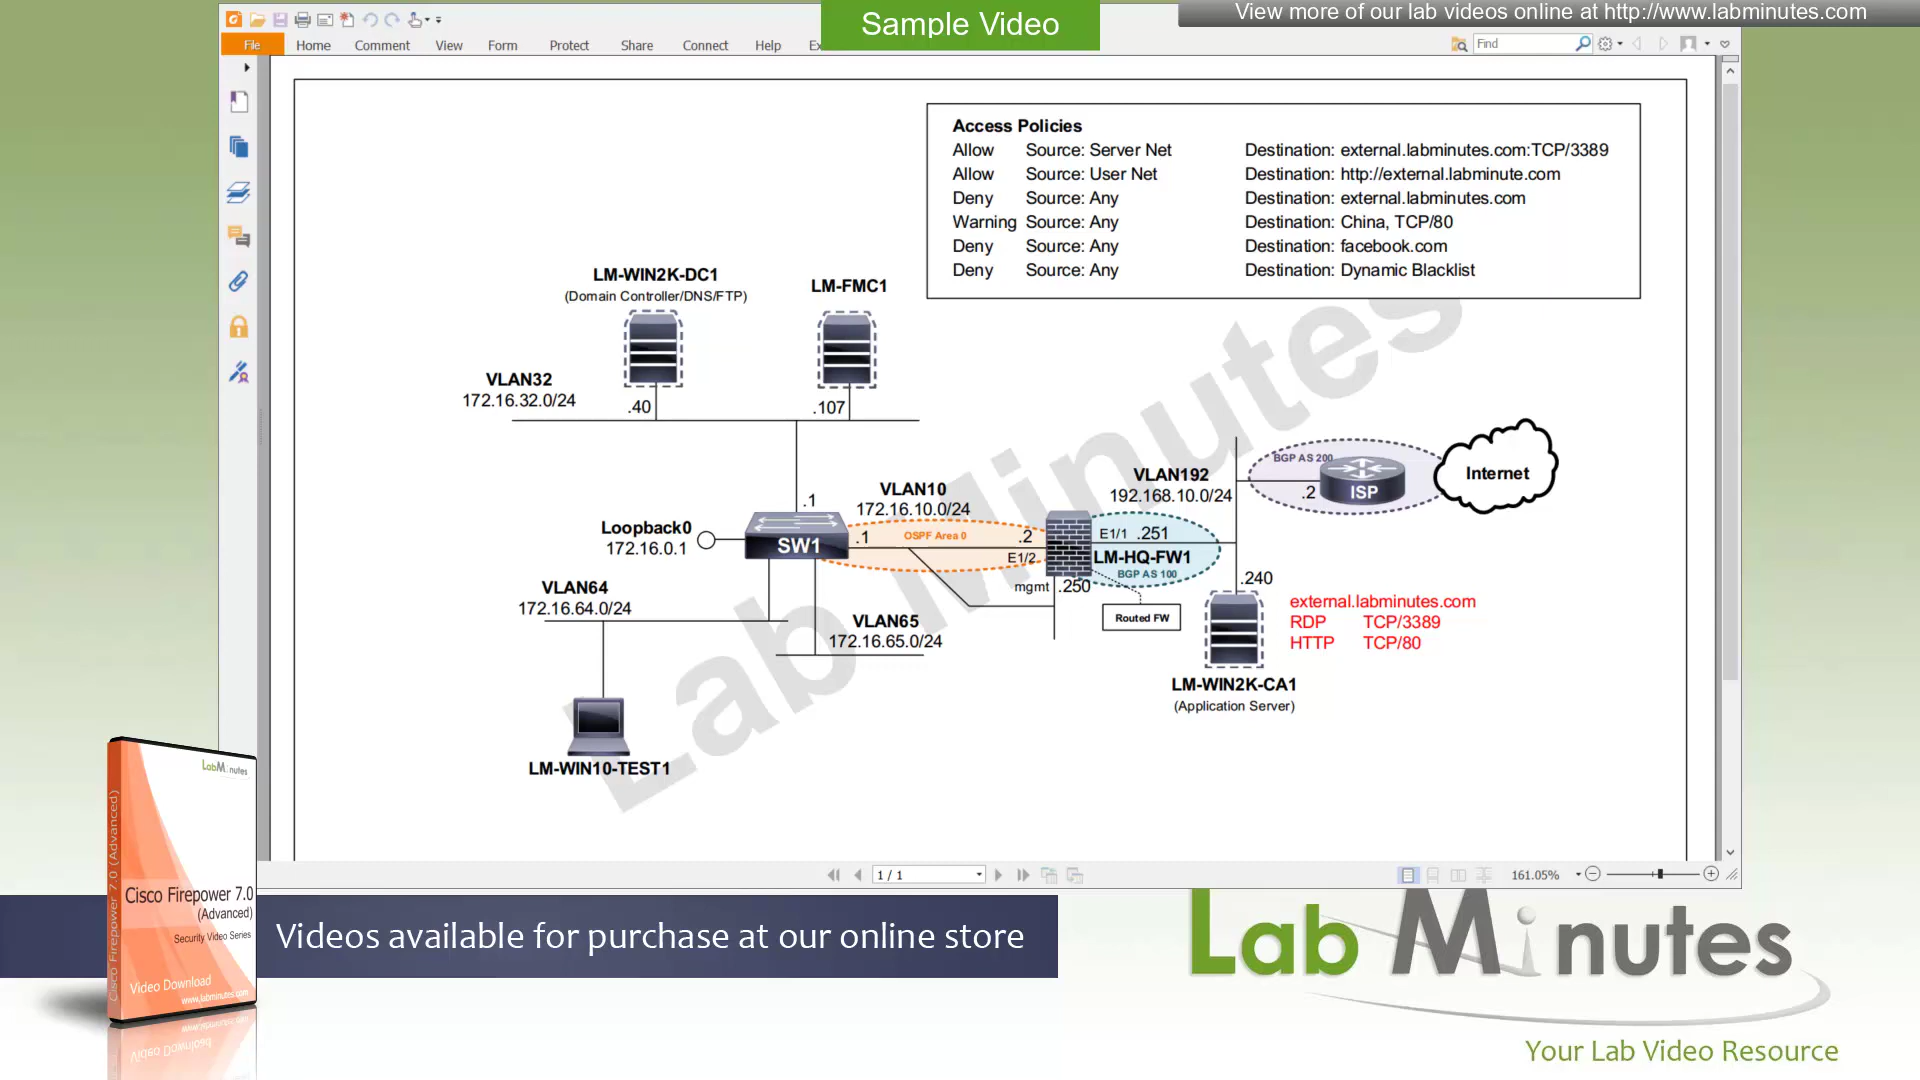 Sample Video
View more of our lab videos online at http://www.labminutes.com
File Home Comment View Form Protect Share Connect Help Ex
Find
Access Policies
Allow Source: Server Net Destination: external.labminutes.com:TCP/3389
Allow Source: User Net Destination: http://external.labminute.com
Deny Source: Any Destination: external.labminutes.com
Warning Source: Any Destination: China, TCP/80
Deny Source: Any Destination: facebook.com
Deny Source: Any Destination: Dynamic Blacklist
LM-WIN2K-DC1
(Domain Controller/DNS/FTP)
LM-FMC1
VLAN32
172.16.32.0/24
.40
.107
.1
VLAN10
172.16.10.0/24
Loopback0
172.16.0.1
SW1
.1
OSPF Area 0
.2
E1/2
E1/1 .251
LM-HQ-FW1
BGP AS 100
mgmt .250
Routed FW
VLAN192
192.168.10.0/24
BGP AS 200
.2
ISP
Internet
.240
external.labminutes.com
RDP TCP/3389
HTTP TCP/80
LM-WIN2K-CA1
(Application Server)
VLAN64
172.16.64.0/24
VLAN65
172.16.65.0/24
LM-WIN10-TEST1
Lab Minutes
1 / 1
161.05%
LabMinutes
Cisco Firepower 7.0 (Advanced)
Cisco Firepower 7.0
(Advanced)
Security Video Series
Video Download
www.labminutes.com
Videos available for purchase at our online store
Lab Minutes
Your Lab Video Resource